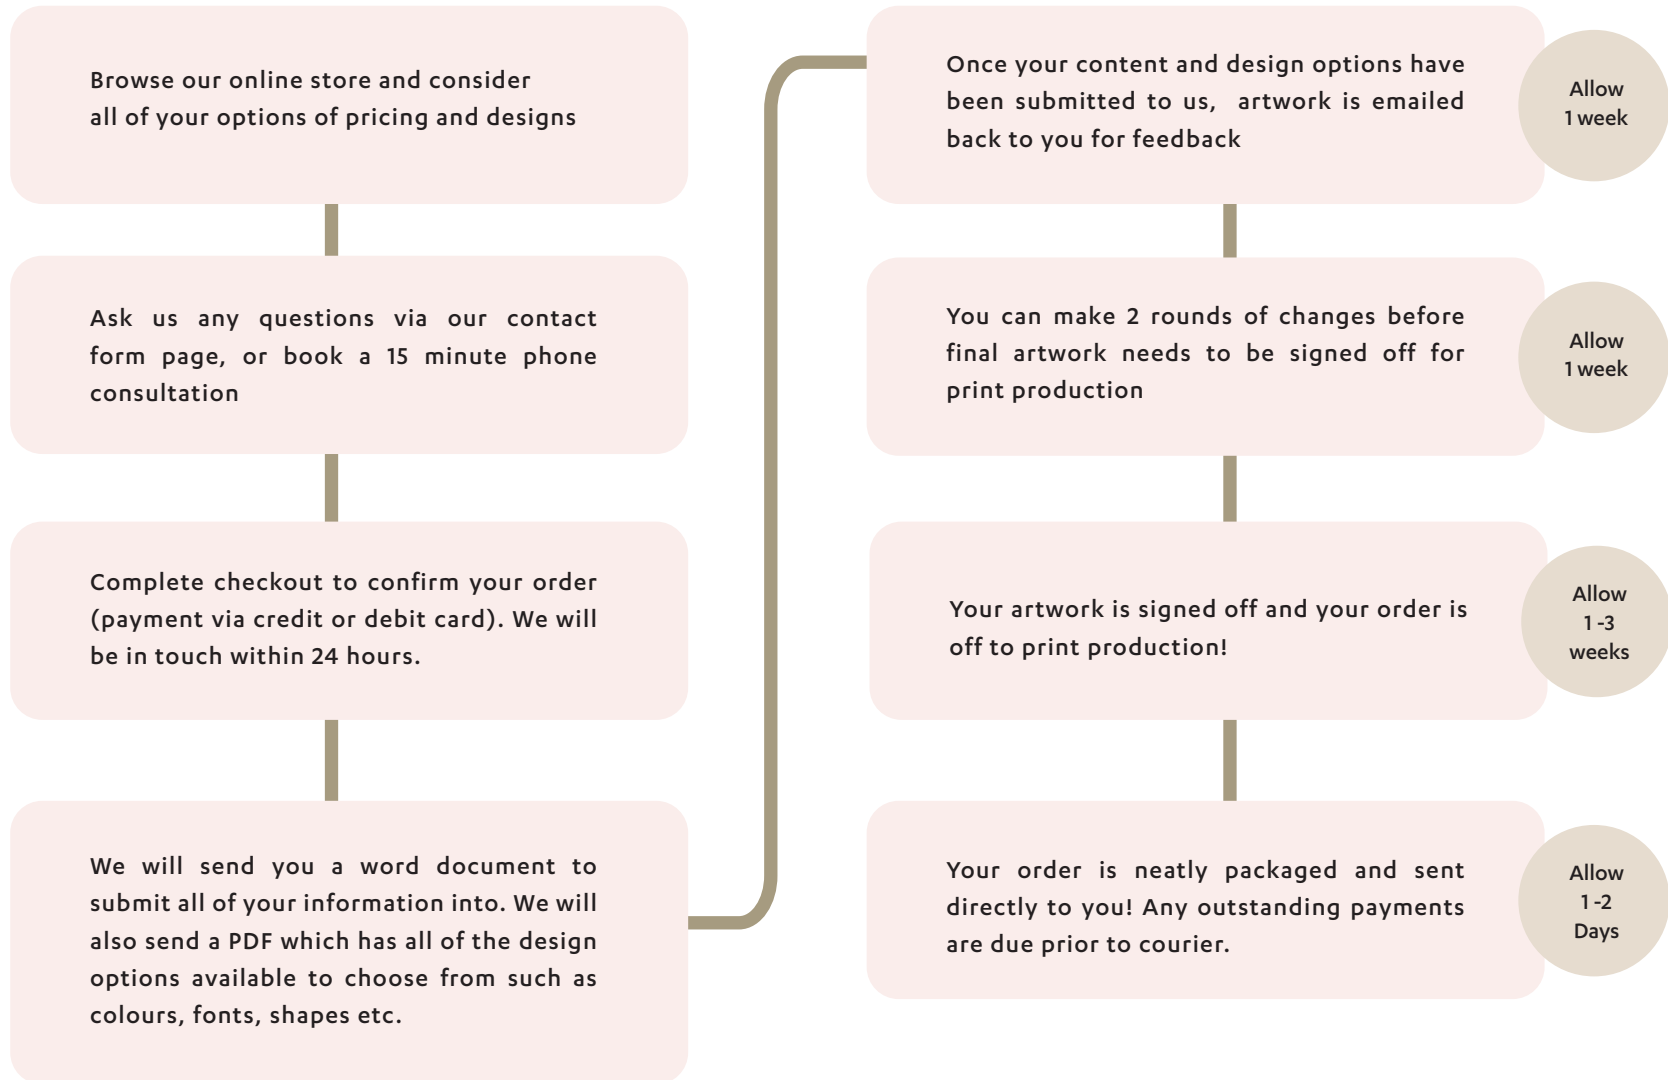 Browse our online store and consider
all of your options of pricing and designs
Ask us any questions via our contact
form page, or book a 15 minute phone
consultation
Complete checkout to confirm your order
(payment via credit or debit card). We will
be in touch within 24 hours.
We will send you a word document to
submit all of your information into. We will
also send a PDF which has all of the design
options available to choose from such as
colours, fonts, shapes etc.
Once your content and design options have
been submitted to us, artwork is emailed
back to you for feedback
Allow
1 week
You can make 2 rounds of changes before
final artwork needs to be signed off for
print production
Allow
1 week
Your artwork is signed off and your order is
off to print production!
Allow
1 -3
weeks
Your order is neatly packaged and sent
directly to you! Any outstanding payments
are due prior to courier.
Allow
1 -2
Days